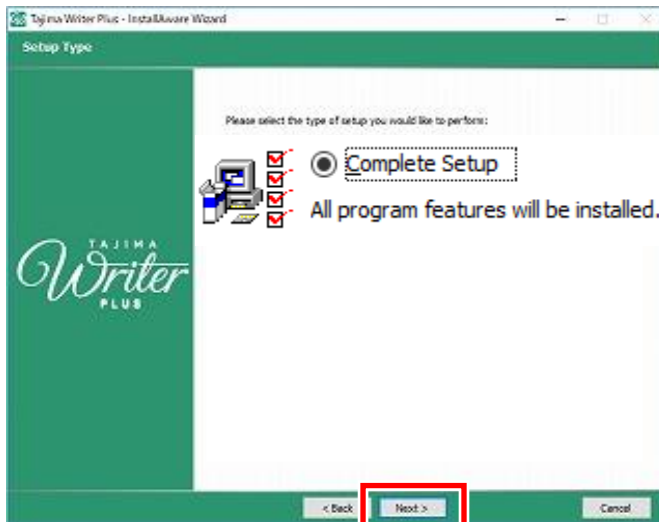 Tajima Writer Plus - InstallAware Wizard
Setup Type
Please select the type of setup you would like to perform:
Complete Setup
All program features will be installed.
TAJIMA
Writer
PLUS
< Back
Next >
Cancel